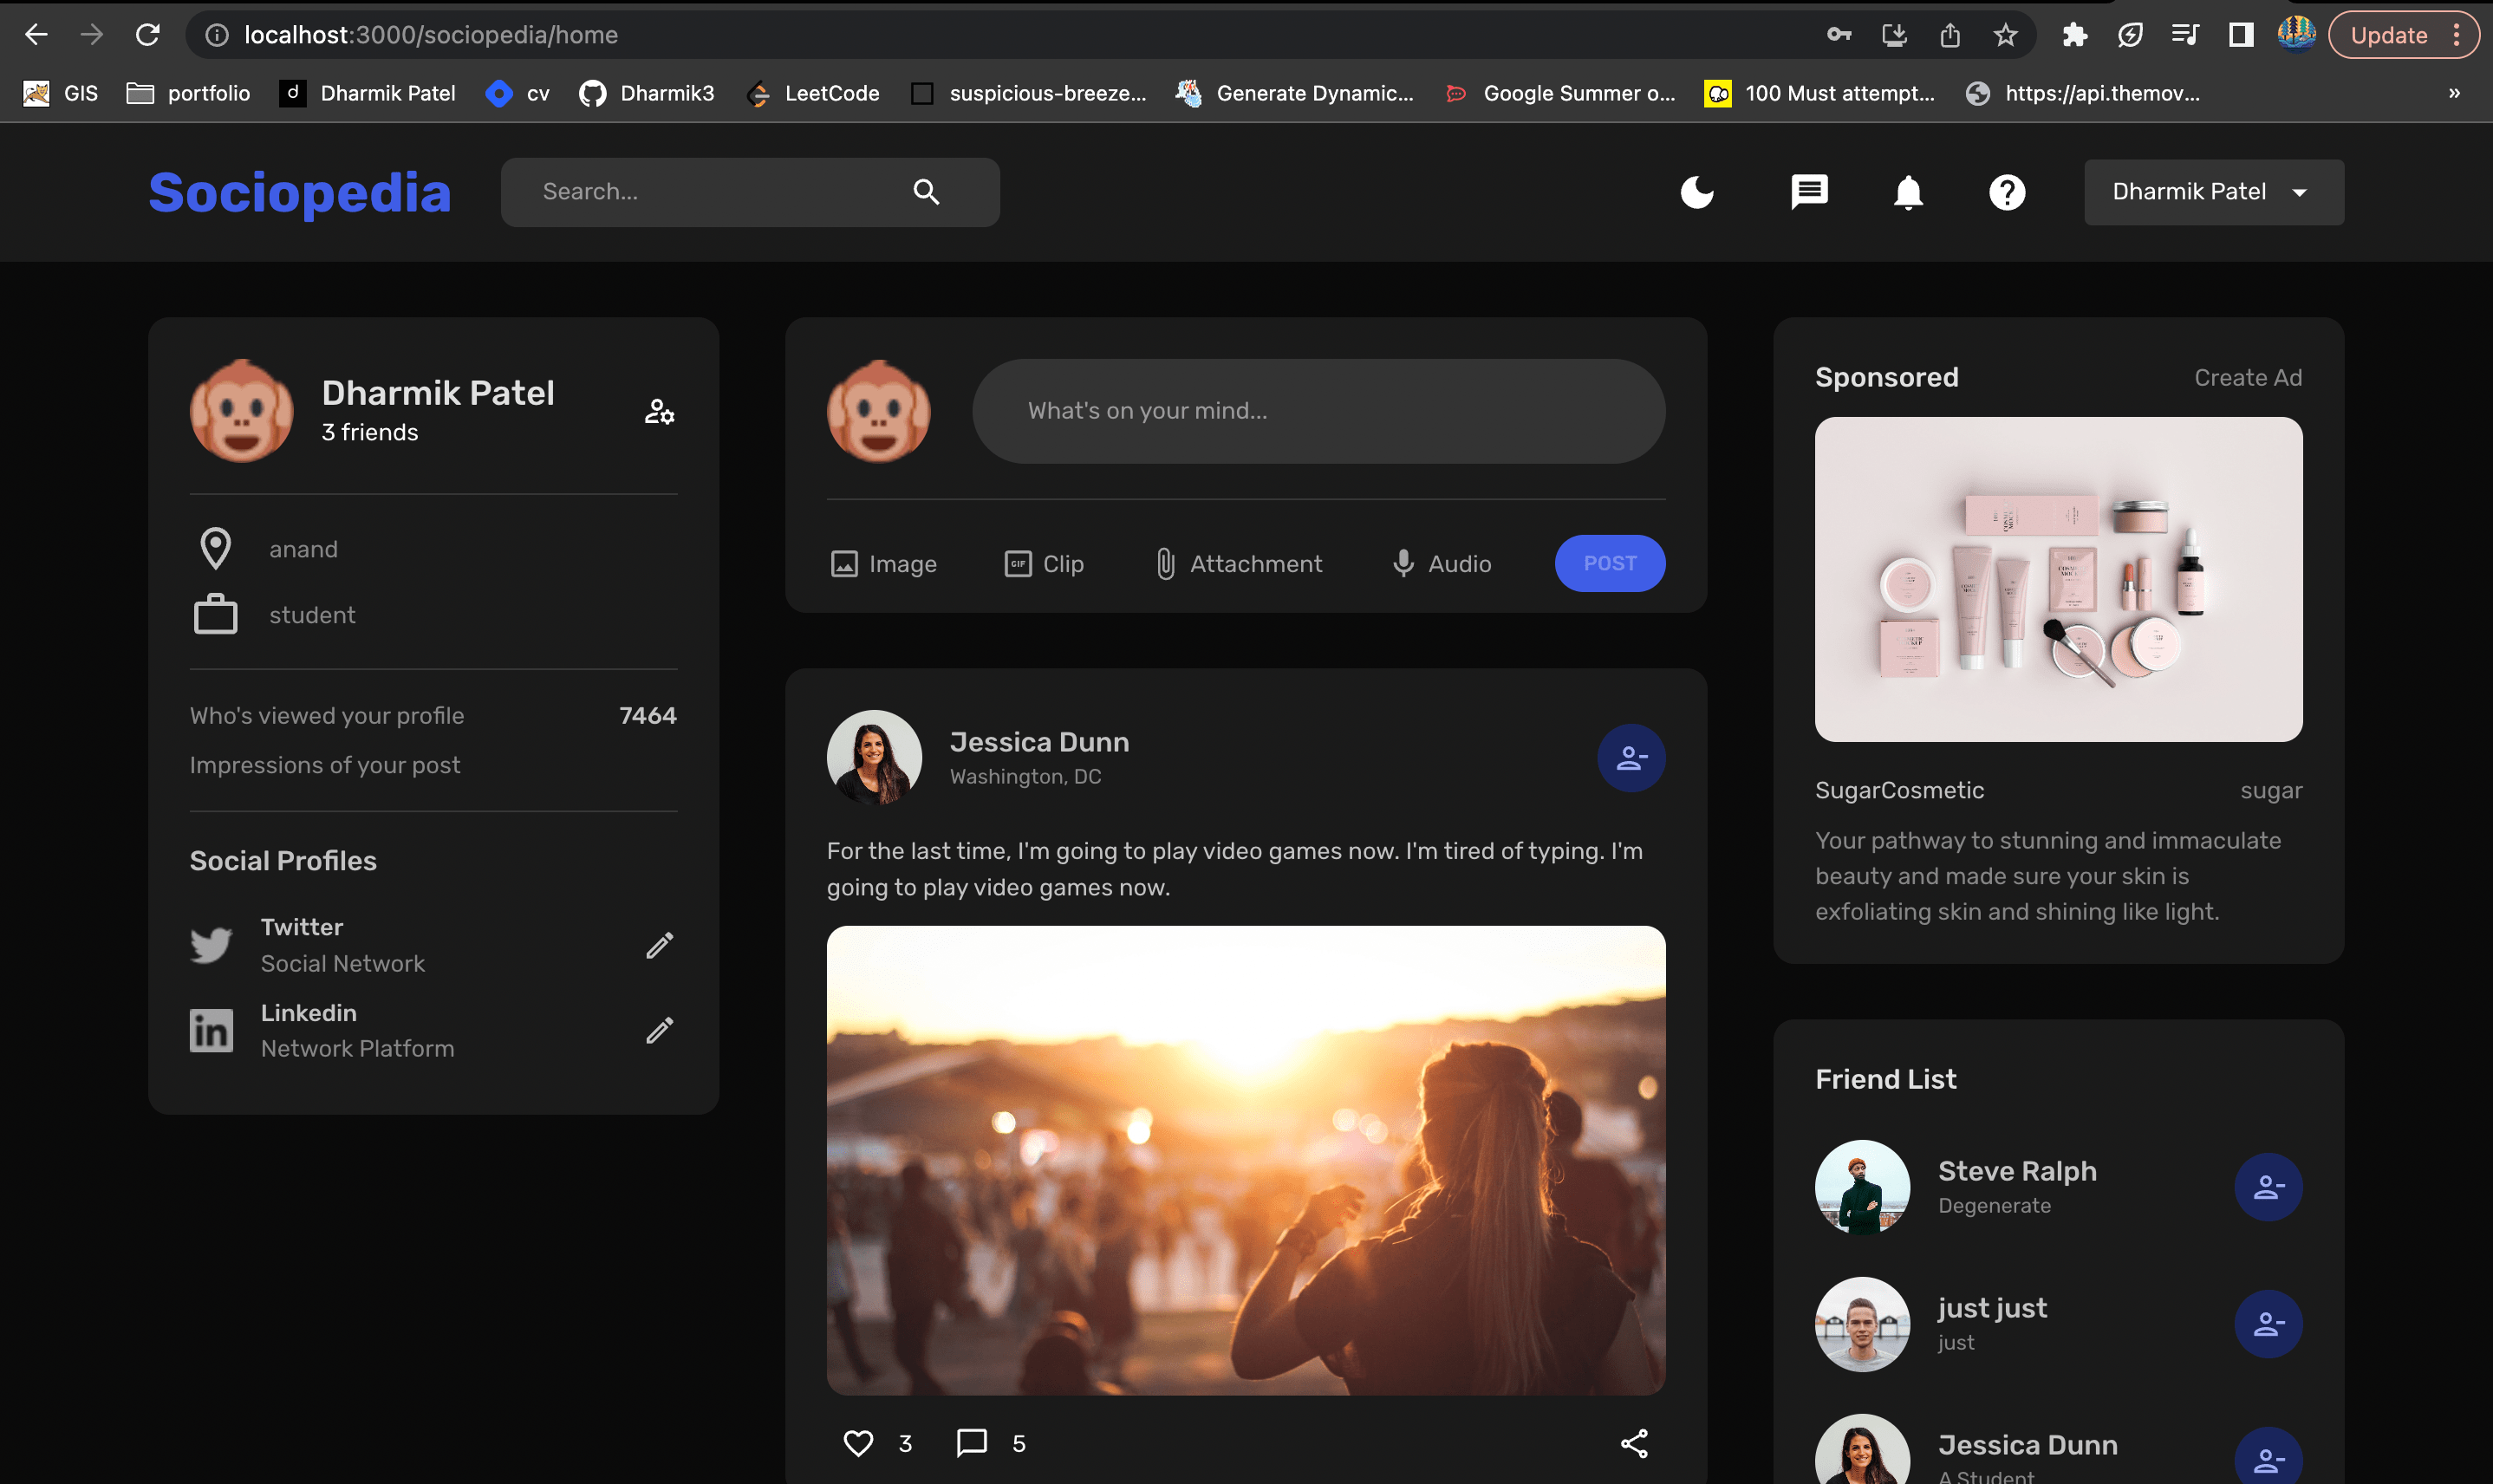 localhost:3000/sociopedia/home
Update
GIS
portfolio
d
Dharmik Patel
cv
Dharmik3
LeetCode
suspicious-breeze...
Generate Dynamic...
Google Summer o...
100 Must attempt...
https://api.themov...
»
Sociopedia
Search...
Dharmik Patel
Dharmik Patel
3 friends
anand
student
Who's viewed your profile
7464
Impressions of your post
Social Profiles
Twitter
Social Network
in
Linkedin
Network Platform
What's on your mind...
Image
GIF
Clip
Attachment
Audio
POST
Jessica Dunn
Washington, DC
For the last time, I'm going to play video games now. I'm tired of typing. I'm
going to play video games now.
3
5
Sponsored
Create Ad
SugarCosmetic
sugar
Your pathway to stunning and immaculate
beauty and made sure your skin is
exfoliating skin and shining like light.
Friend List
Steve Ralph
Degenerate
just just
just
Jessica Dunn
A Student